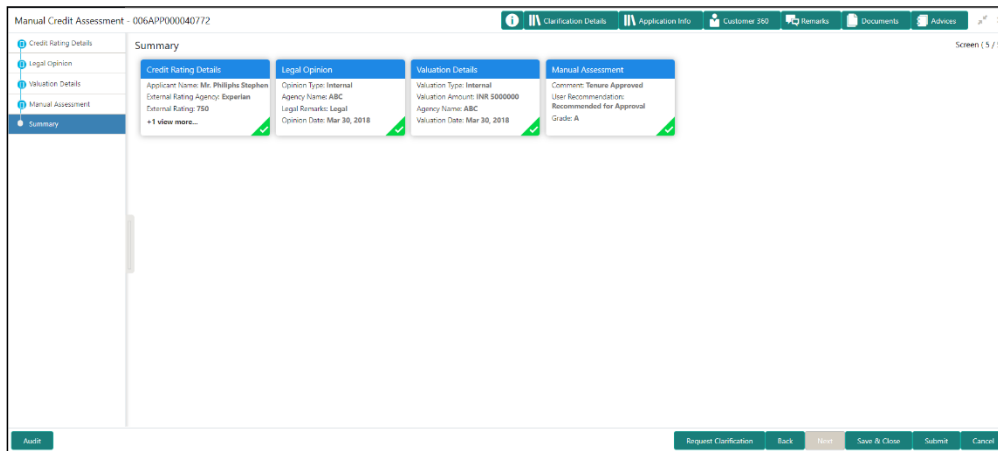 Manual Credit Assessment - 006APP000040772
Clarification Details
Application Info
Customer 360
Remarks
Documents
Advices
Credit Rating Details
Legal Opinion
Valuation Details
Manual Assessment
Summary
Summary
Screen ( 5 /
Credit Rating Details
Applicant Name: Mr. Philiphs Stephen
External Rating Agency: Experian
External Rating: 750
+1 view more...
Legal Opinion
Opinion Type: Internal
Agency Name: ABC
Legal Remarks: Legal
Opinion Date: Mar 30, 2018
Valuation Details
Valuation Type: Internal
Valuation Amount: INR 5000000
Agency Name: ABC
Valuation Date: Mar 30, 2018
Manual Assessment
Comment: Tenure Approved
User Recommendation:
Recommended for Approval
Grade: A
Audit
Request Clarification
Back
Next
Save & Close
Submit
Cancel